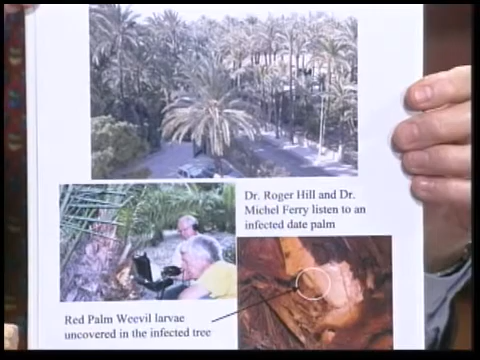 Dr. Roger Hill and Dr.
Michel Ferry listen to an
infected date palm
Red Palm Weevil larvae
uncovered in the infected tree